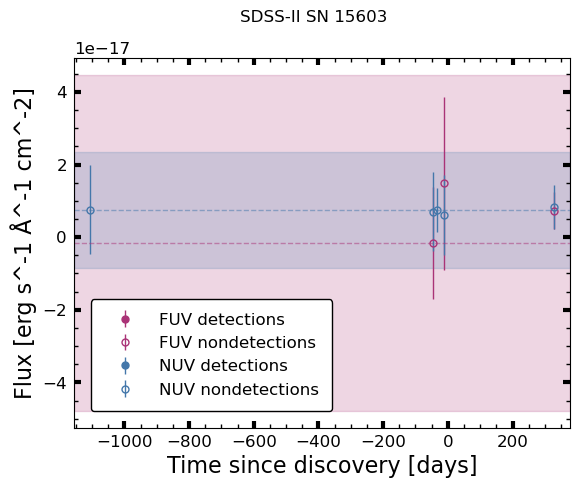 SDSS-II SN 15603
1e−17
4
2
0
−2
−4
Flux [erg s^-1 Å^-1 cm^-2]
FUV detections
FUV nondetections
NUV detections
NUV nondetections
−1000 −800 −600 −400 −200 0 200
Time since discovery [days]